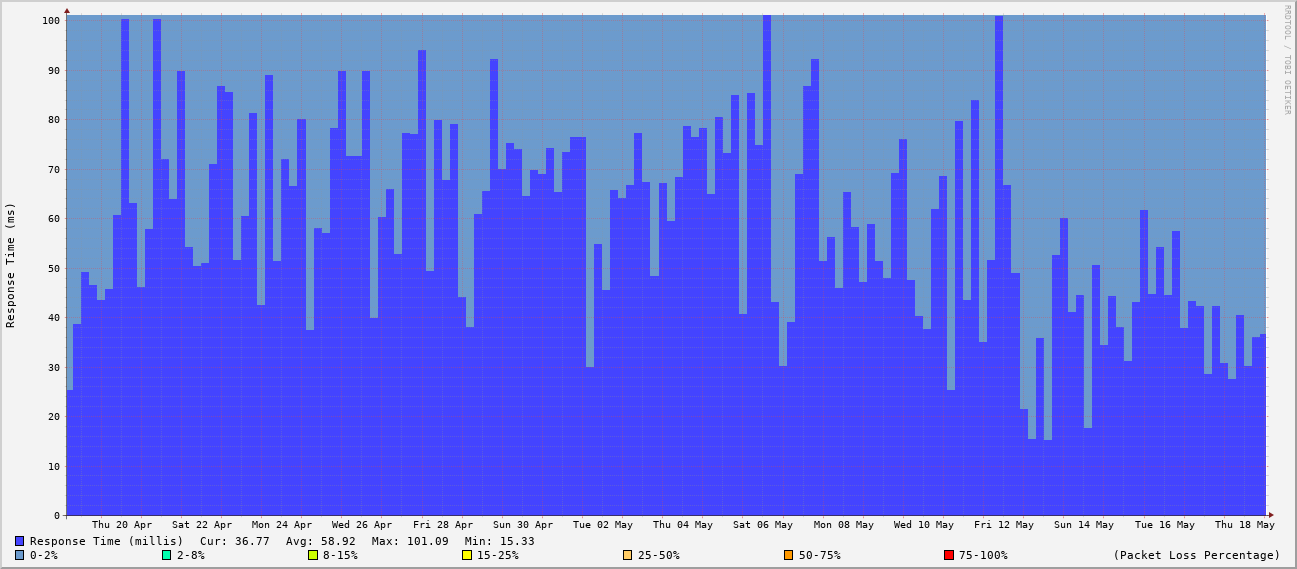 RRDTOOL / TOBI OETIKER
Response Time (ms)
100
90
80
70
60
50
40
30
20
10
0
Thu 20 Apr Sat 22 Apr Mon 24 Apr Wed 26 Apr Fri 28 Apr Sun 30 Apr Tue 02 May Thu 04 May Sat 06 May Mon 08 May Wed 10 May Fri 12 May Sun 14 May Tue 16 May Thu 18 May
Response Time (millis) Cur: 36.77 Avg: 58.92 Max: 101.09 Min: 15.33
0-2% 2-8% 8-15% 15-25% 25-50% 50-75% 75-100% (Packet Loss Percentage)